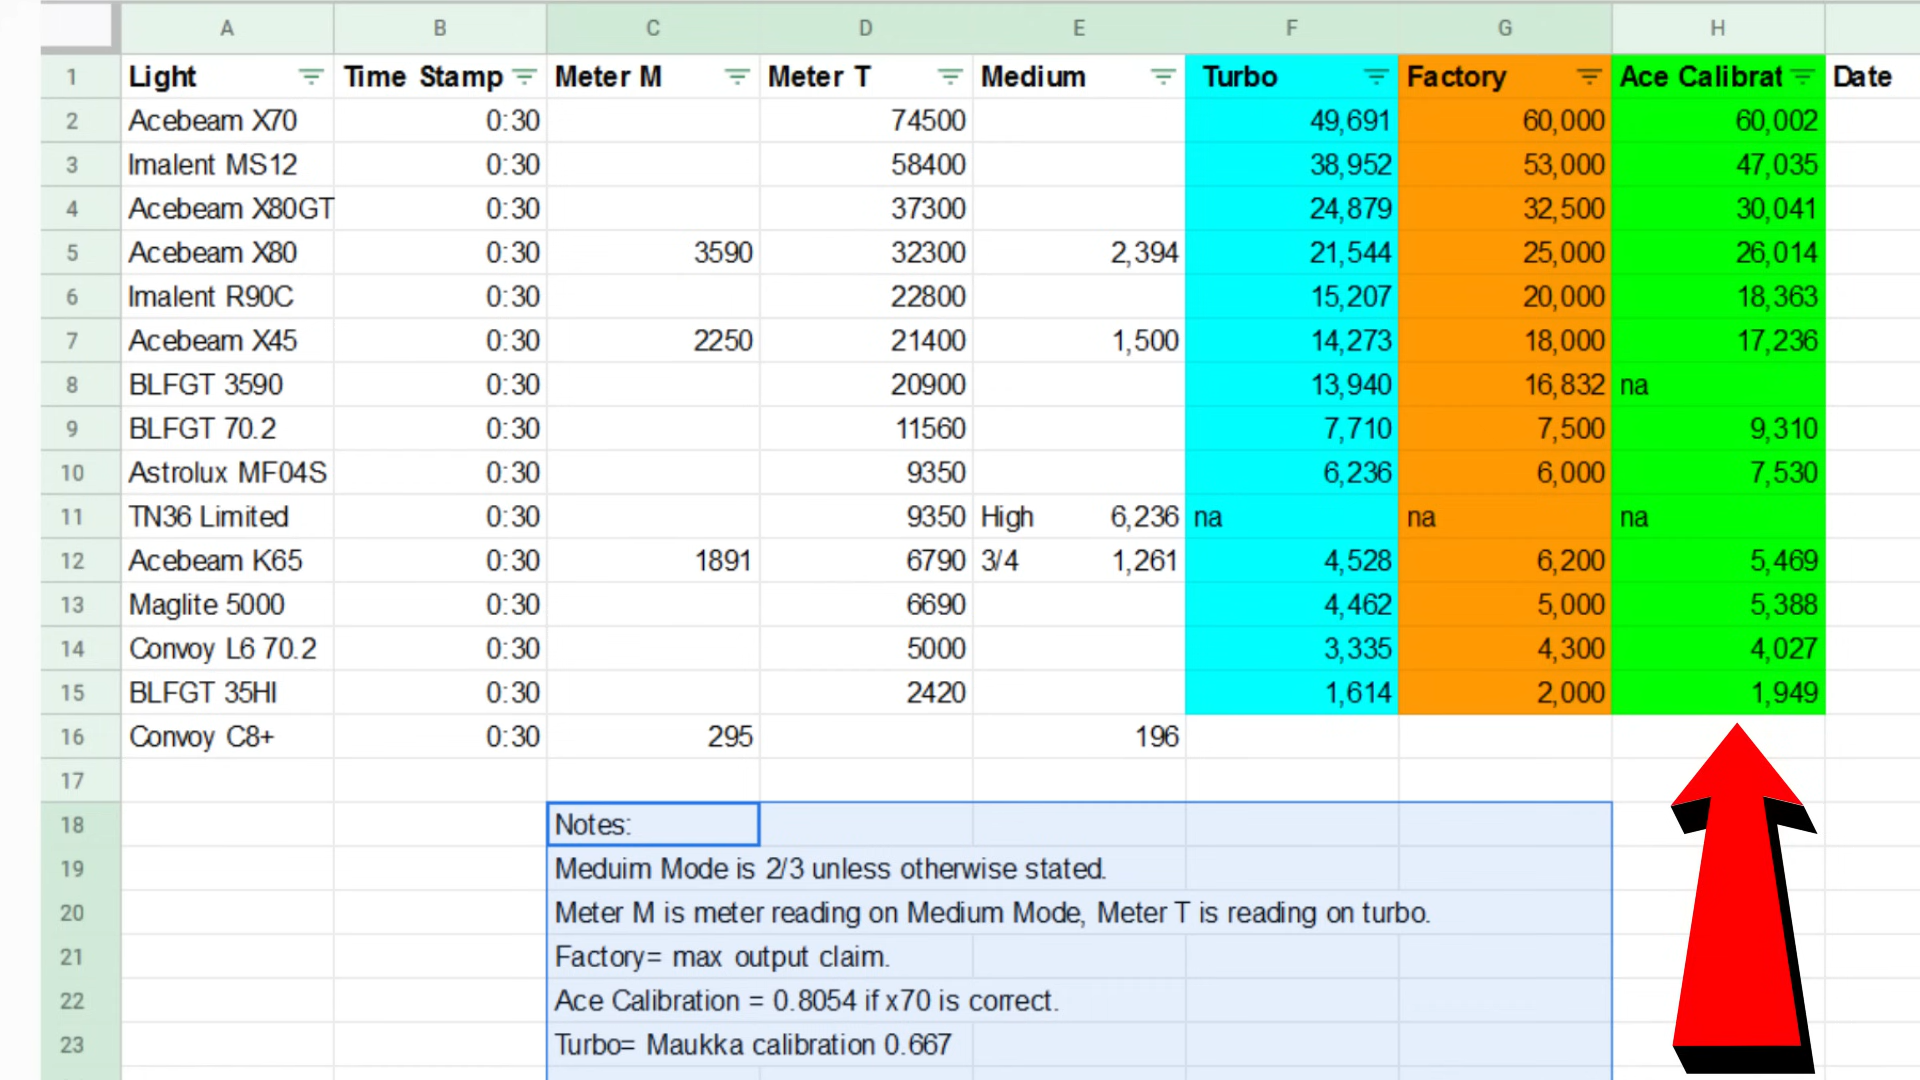 A B C D E F G H
1 Light Time Stamp Meter M Meter T Medium Turbo Factory Ace Calibrat Date
2 Acebeam X70 0:30 74500 49,691 60,000 60,002
3 Imalent MS12 0:30 58400 38,952 53,000 47,035
4 Acebeam X80GT 0:30 37300 24,879 32,500 30,041
5 Acebeam X80 0:30 3590 32300 2,394 21,544 25,000 26,014
6 Imalent R90C 0:30 22800 15,207 20,000 18,363
7 Acebeam X45 0:30 2250 21400 1,500 14,273 18,000 17,236
8 BLFGT 3590 0:30 20900 13,940 16,832 na
9 BLFGT 70.2 0:30 11560 7,710 7,500 9,310
10 Astrolux MF04S 0:30 9350 6,236 6,000 7,530
11 TN36 Limited 0:30 9350 High 6,236 na na na
12 Acebeam K65 0:30 1891 6790 3/4 1,261 4,528 6,200 5,469
13 Maglite 5000 0:30 6690 4,462 5,000 5,388
14 Convoy L6 70.2 0:30 5000 3,335 4,300 4,027
15 BLFGT 35HI 0:30 2420 1,614 2,000 1,949
16 Convoy C8+ 0:30 295 196
17
18 Notes:
19 Meduim Mode is 2/3 unless otherwise stated.
20 Meter M is meter reading on Medium Mode, Meter T is reading on turbo.
21 Factory= max output claim.
22 Ace Calibration = 0.8054 if x70 is correct.
23 Turbo= Maukka calibration 0.667